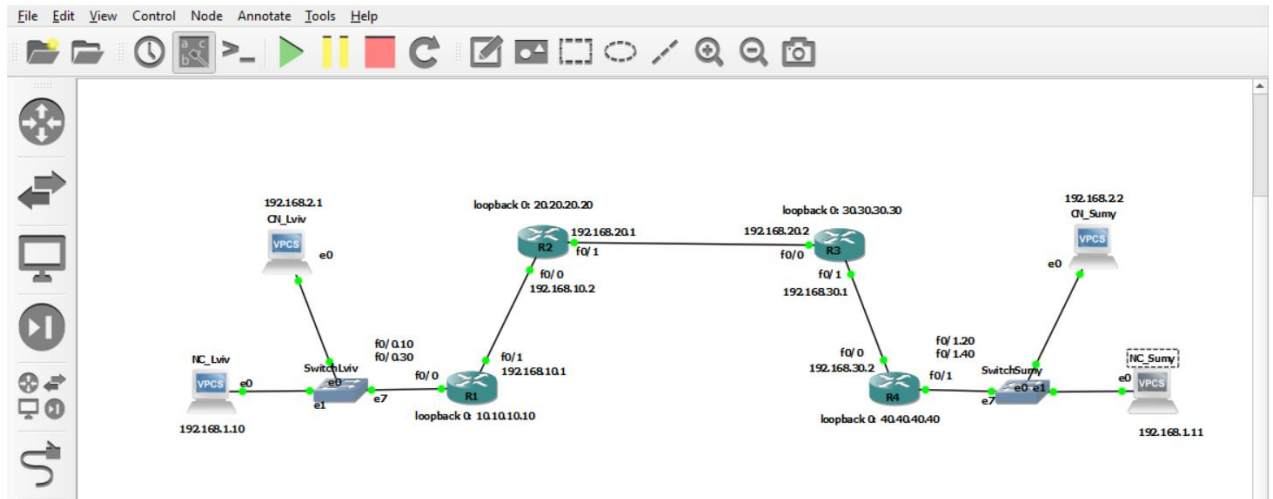 File Edit View Control Node Annotate Tools Help
192.168.2.1
CN_Lviv
VPCS
e0
loopback 0: 20.20.20.20
R2
192.168.20.1
f0/1
f0/0
192.168.10.2
loopback 0: 30.30.30.30
192.168.20.2
f0/0
R3
f0/1
192.168.30.1
192.168.2.2
CN_Sumy
VPCS
e0
NC_Lviv
VPCS
e0
192.168.1.10
SwitchLviv
e0
e1
e7
f0/0.10
f0/0.30
f0/0
f0/1
192.168.10.1
R1
loopback 0: 10.10.10.10
f0/0
192.168.30.2
R4
f0/1
loopback 0: 40.40.40.40
f0/1.20
f0/1.40
SwitchSumy
e0 e1
e7
NC_Sumy
e0
VPCS
192.168.1.11